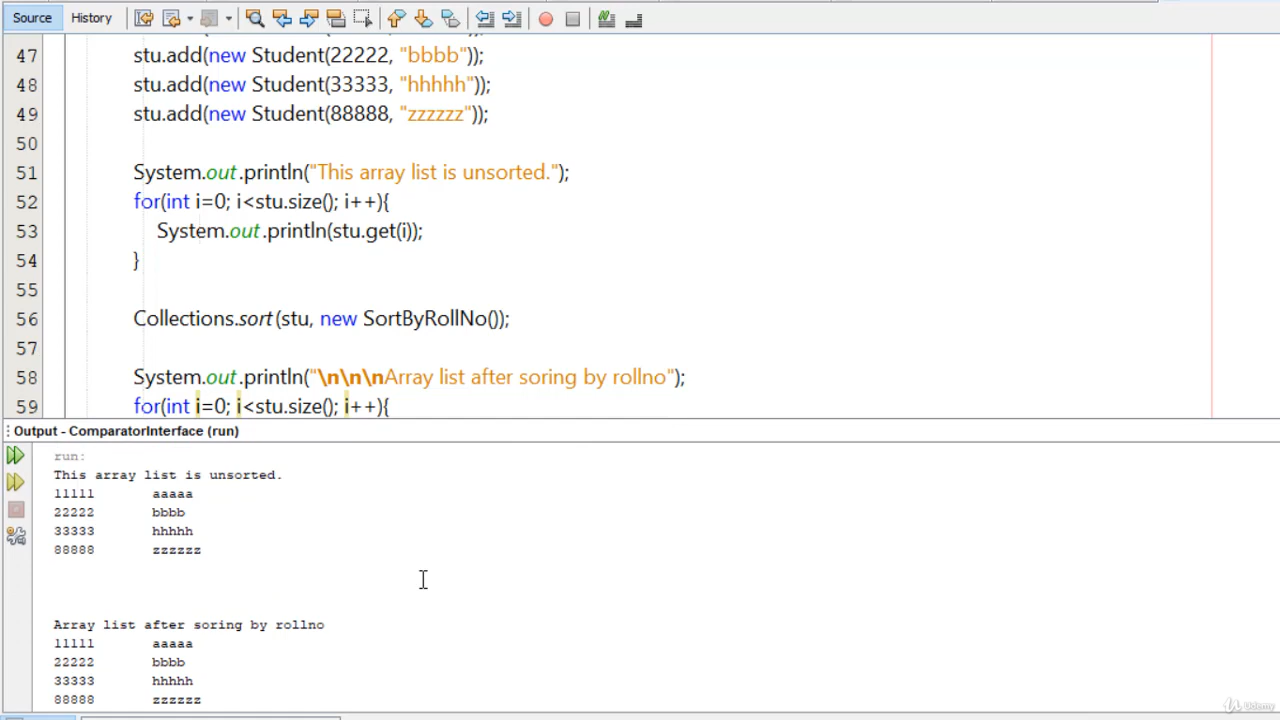 Source History
47 stu.add(new Student(22222, "bbbb"));
48 stu.add(new Student(33333, "hhhhh"));
49 stu.add(new Student(88888, "zzzzzz"));
50
51 System.out.println("This array list is unsorted.");
52 for(int i=0; i<stu.size(); i++){
53 System.out.println(stu.get(i));
54 }
55
56 Collections.sort(stu, new SortByRollNo());
57
58 System.out.println("\n\n\nArray list after soring by rollno");
59 for(int i=0; i<stu.size(); i++){
Output - ComparatorInterface (run)
run:
This array list is unsorted.
11111 aaaaa
22222 bbbb
33333 hhhhh
88888 zzzzzz
Array list after soring by rollno
11111 aaaaa
22222 bbbb
33333 hhhhh
88888 zzzzzz
Udemy